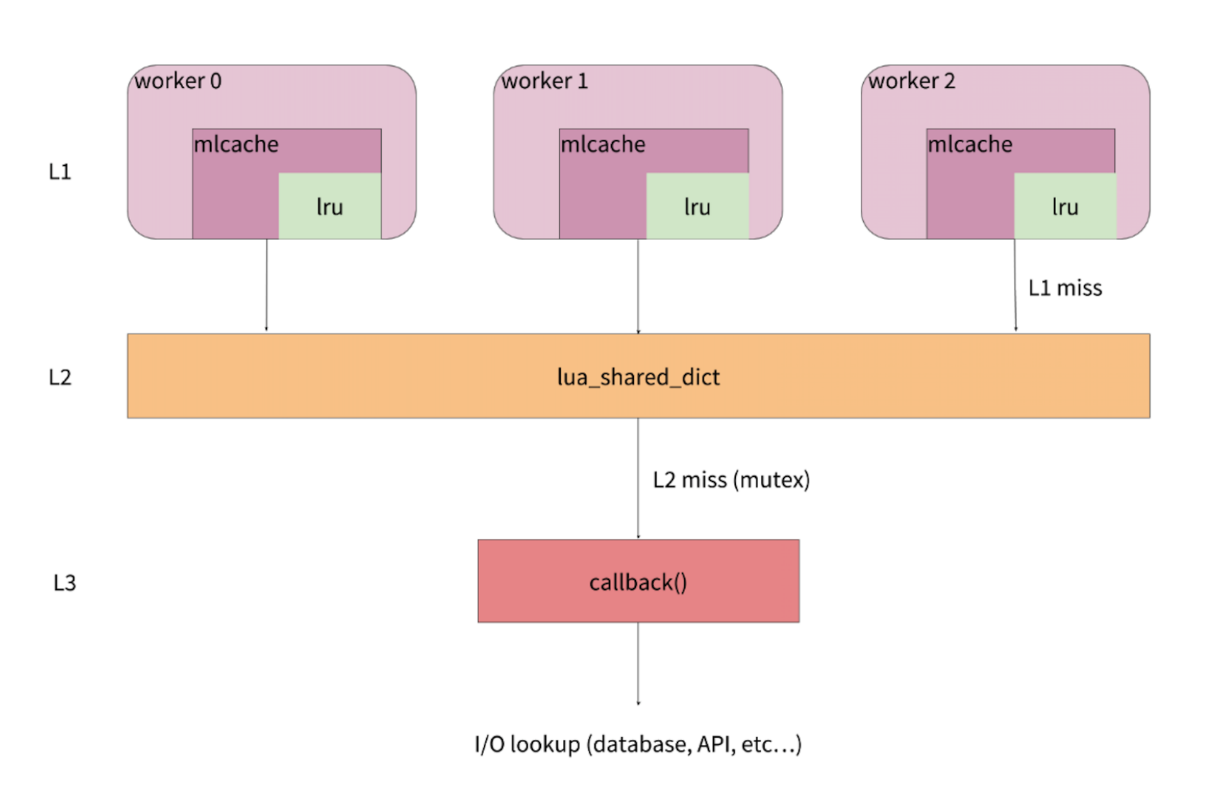 worker 0
worker 1
worker 2
mlcache
mlcache
mlcache
L1
lru
lru
lru
L1 miss
L2
lua_shared_dict
L2 miss (mutex)
L3
callback()
I/O lookup (database, API, etc...)